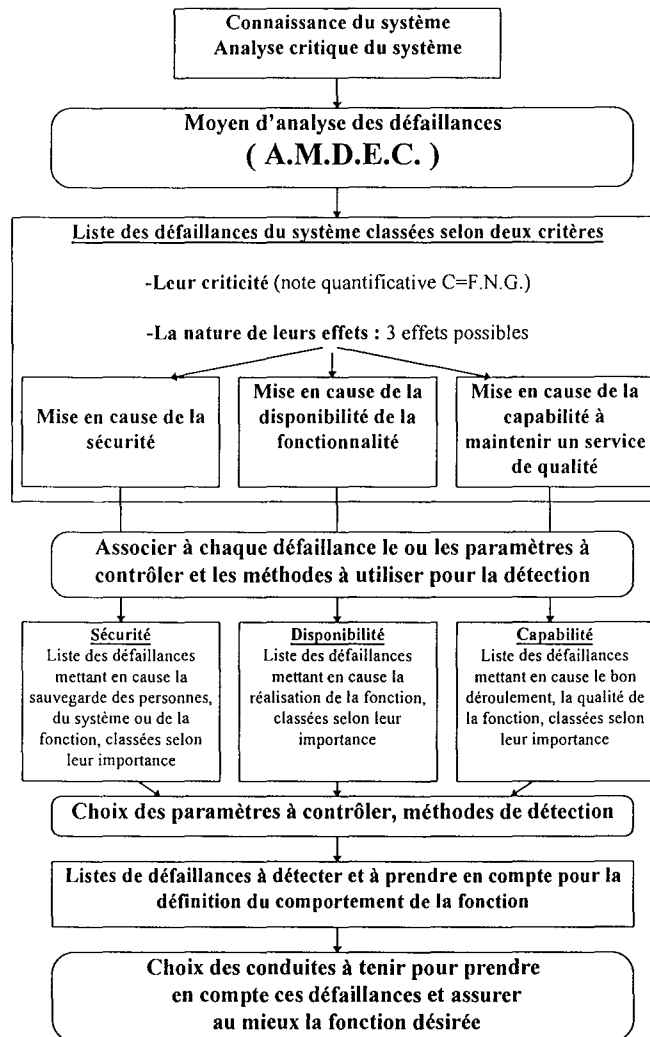 Connaissance du système
Analyse critique du système
Moyen d'analyse des défaillances
( A.M.D.E.C. )
Liste des défaillances du système classées selon deux critères
-Leur criticité (note quantificative C=F.N.G.)
-La nature de leurs effets : 3 effets possibles
Mise en cause de la
sécurité
Mise en cause de la
disponibilité de la
fonctionnalité
Mise en cause de la
capabilité à
maintenir un service
de qualité
Associer à chaque défaillance le ou les paramètres à
contrôler et les méthodes à utiliser pour la détection
Sécurité
Liste des défaillances
mettant en cause la
sauvegarde des personnes,
du système ou de la
fonction, classées selon
leur importance
Disponibilité
Liste des défaillances
mettant en cause la
réalisation de la fonction,
classées selon leur
importance
Capabilité
Liste des défaillances
mettant en cause le bon
déroulement, la qualité de
la fonction, classées selon
leur importance
Choix des paramètres à contrôler, méthodes de détection
Listes de défaillances à détecter et à prendre en compte pour la
définition du comportement de la fonction
Choix des conduites à tenir pour prendre
en compte ces défaillances et assurer
au mieux la fonction désirée